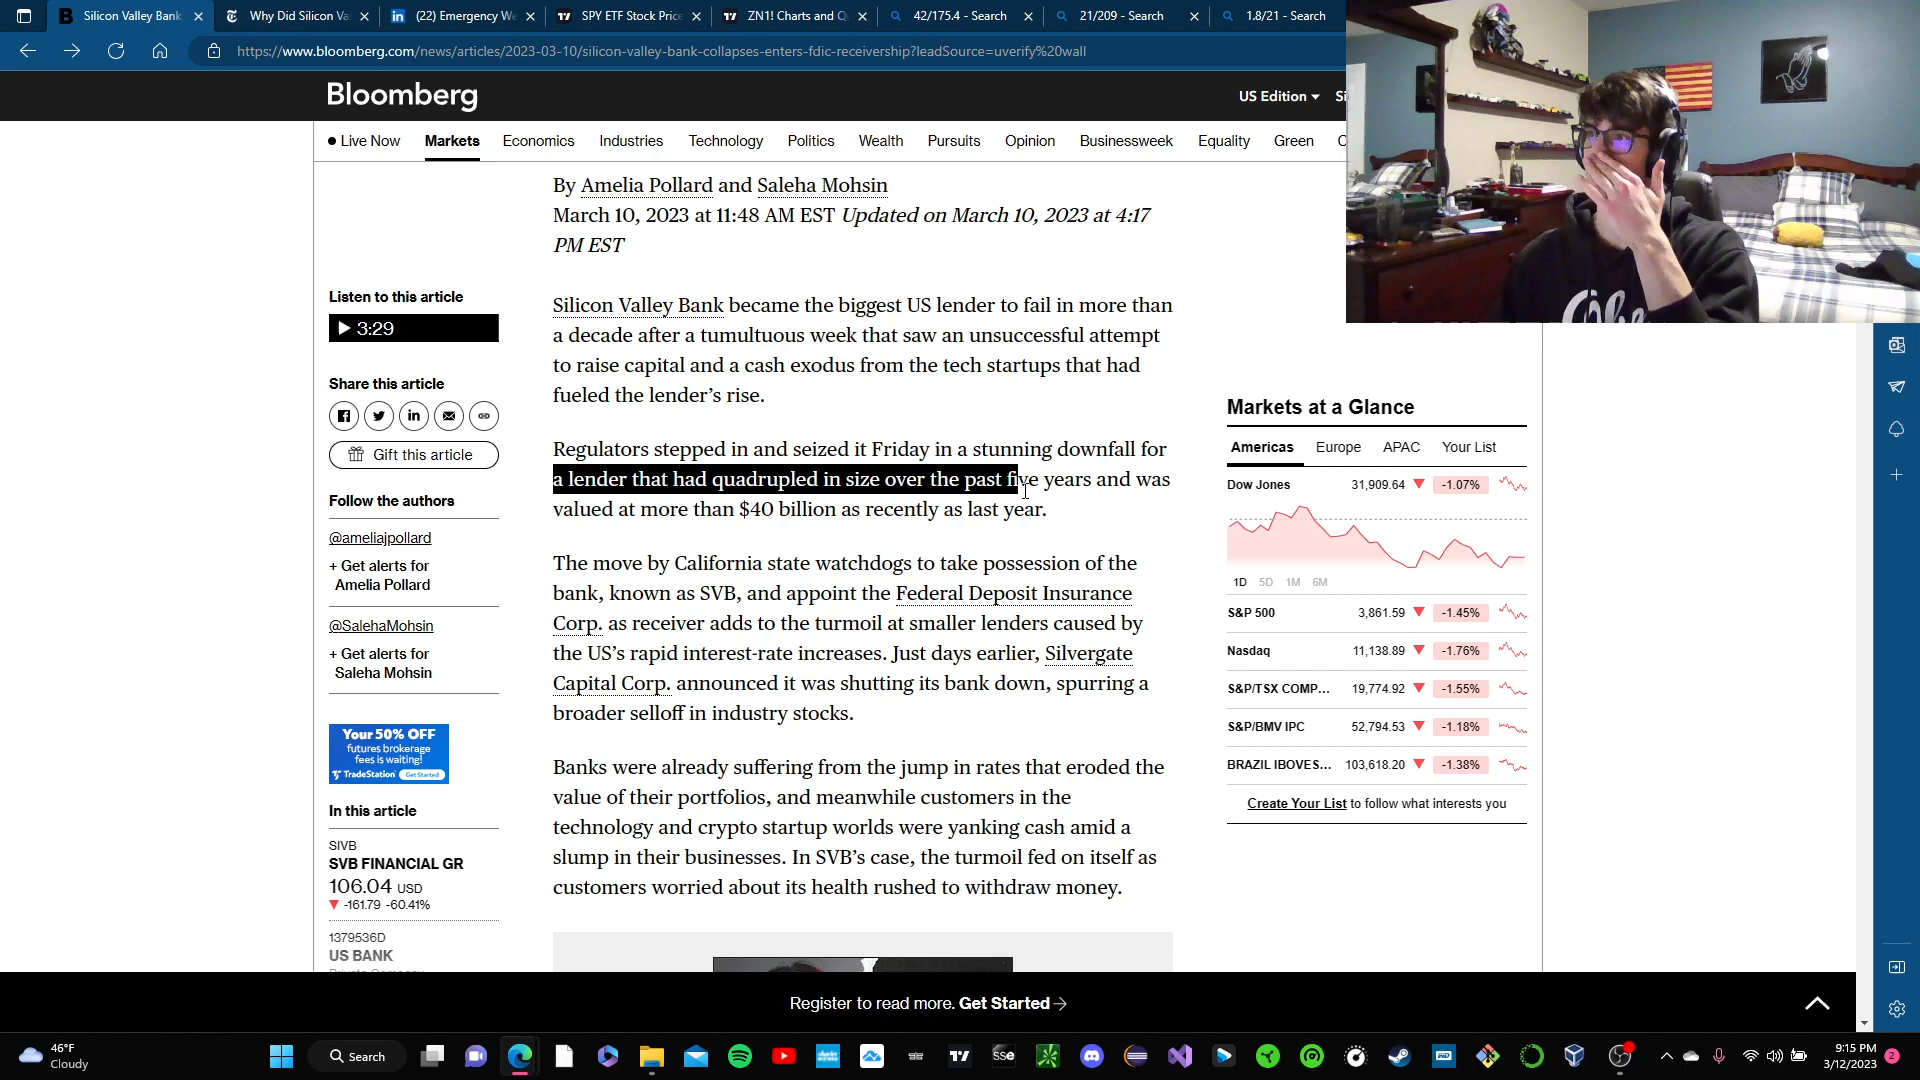 Silicon Valley Bank
Why Did Silicon Va
(22) Emergency We
SPY ETF Stock Price
ZN1! Charts and Qu
42/175.4 - Search
21/209 - Search
1.8/21 - Search
https://www.bloomberg.com/news/articles/2023-03-10/silicon-valley-bank-collapses-enters-fdic-receivership?leadSource=uverify%20wall
Bloomberg
US Edition
Si
Live Now
Markets
Economics
Industries
Technology
Politics
Wealth
Pursuits
Opinion
Businessweek
Equality
Green
By Amelia Pollard and Saleha Mohsin
March 10, 2023 at 11:48 AM EST Updated on March 10, 2023 at 4:17
PM EST
Listen to this article
3:29
Share this article
Gift this article
Follow the authors
@ameliajpollard
+ Get alerts for
Amelia Pollard
@SalehaMohsin
+ Get alerts for
Saleha Mohsin
Your 50% OFF
futures brokerage
fees is waiting!
TradeStation Get Started
In this article
SIVB
SVB FINANCIAL GR
106.04 USD
-161.79 -60.41%
1379536D
US BANK
Silicon Valley Bank became the biggest US lender to fail in more than
a decade after a tumultuous week that saw an unsuccessful attempt
to raise capital and a cash exodus from the tech startups that had
fueled the lender’s rise.
Regulators stepped in and seized it Friday in a stunning downfall for
a lender that had quadrupled in size over the past five years and was
valued at more than $40 billion as recently as last year.
The move by California state watchdogs to take possession of the
bank, known as SVB, and appoint the Federal Deposit Insurance
Corp. as receiver adds to the turmoil at smaller lenders caused by
the US’s rapid interest-rate increases. Just days earlier, Silvergate
Capital Corp. announced it was shutting its bank down, spurring a
broader selloff in industry stocks.
Banks were already suffering from the jump in rates that eroded the
value of their portfolios, and meanwhile customers in the
technology and crypto startup worlds were yanking cash amid a
slump in their businesses. In SVB’s case, the turmoil fed on itself as
customers worried about its health rushed to withdraw money.
Markets at a Glance
Americas Europe APAC Your List
Dow Jones 31,909.64 -1.07%
1D 5D 1M 6M
S&P 500 3,861.59 -1.45%
Nasdaq 11,138.89 -1.76%
S&P/TSX COMP... 19,774.92 -1.55%
S&P/BMV IPC 52,794.53 -1.18%
BRAZIL IBOVES... 103,618.20 -1.38%
Create Your List to follow what interests you
Register to read more. Get Started
46°F
Cloudy
Search
9:15 PM
3/12/2023
2